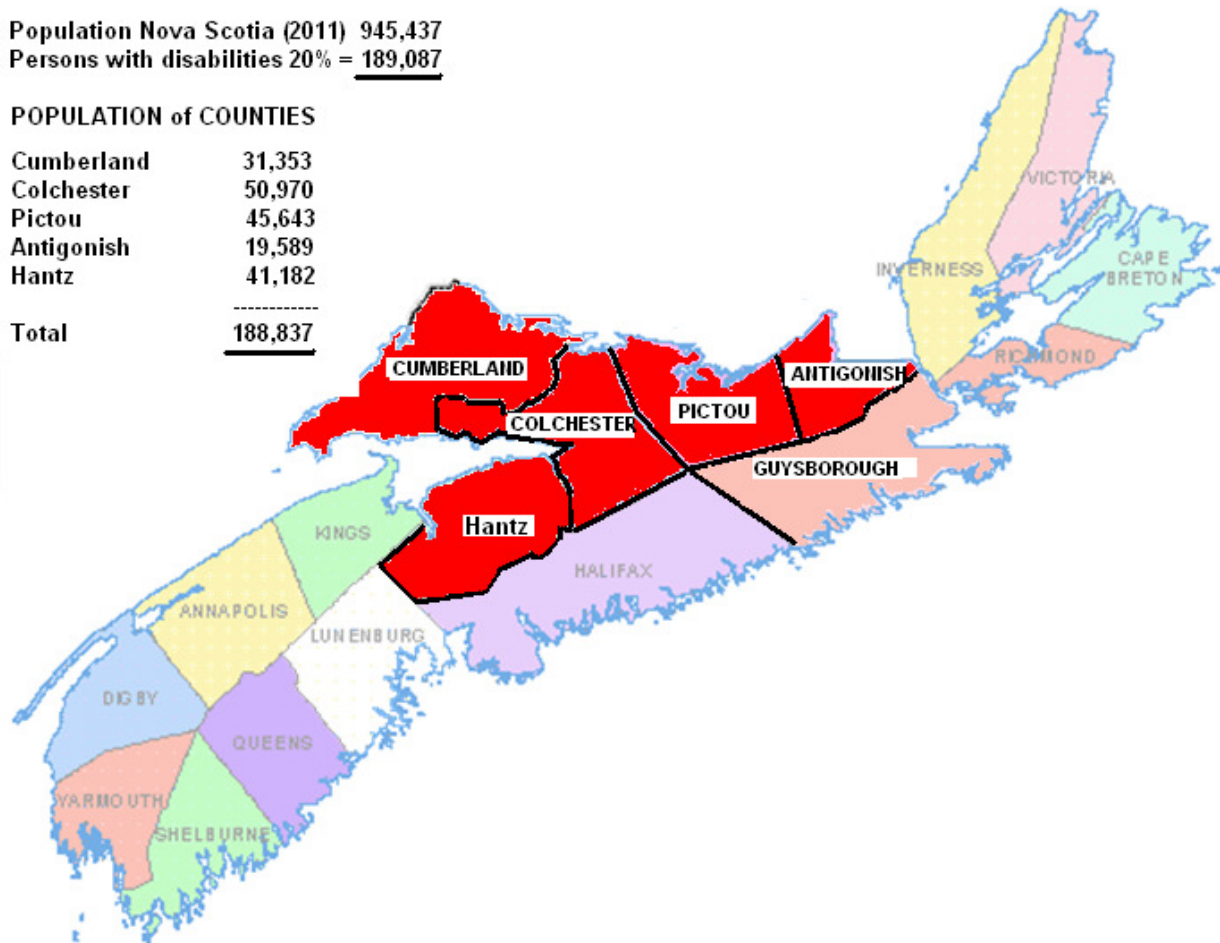 Population Nova Scotia (2011) 945,437
Persons with disabilities 20% = 189,087
POPULATION of COUNTIES
Cumberland 31,353
Colchester 50,970
Pictou 45,643
Antigonish 19,589
Hantz 41,182
------------
Total 188,837
VICTORIA
CAPE
BRETON
INVERNESS
RICHMOND
CUMBERLAND
ANTIGONISH
PICTOU
COLCHESTER
GUYSBOROUGH
Hantz
KINGS
HALIFAX
ANNAPOLIS
LUNENBURG
DIGBY
QUEENS
YARMOUTH
SHELBURNE